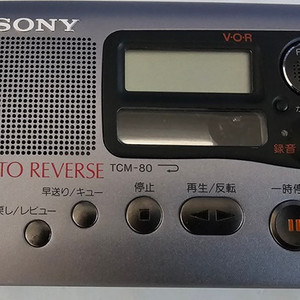 SONY
V·O·R
録音
TO REVERSE
TCM-80
早送り/キュー
停止
再生/反転
一時停
戻し/レビュー